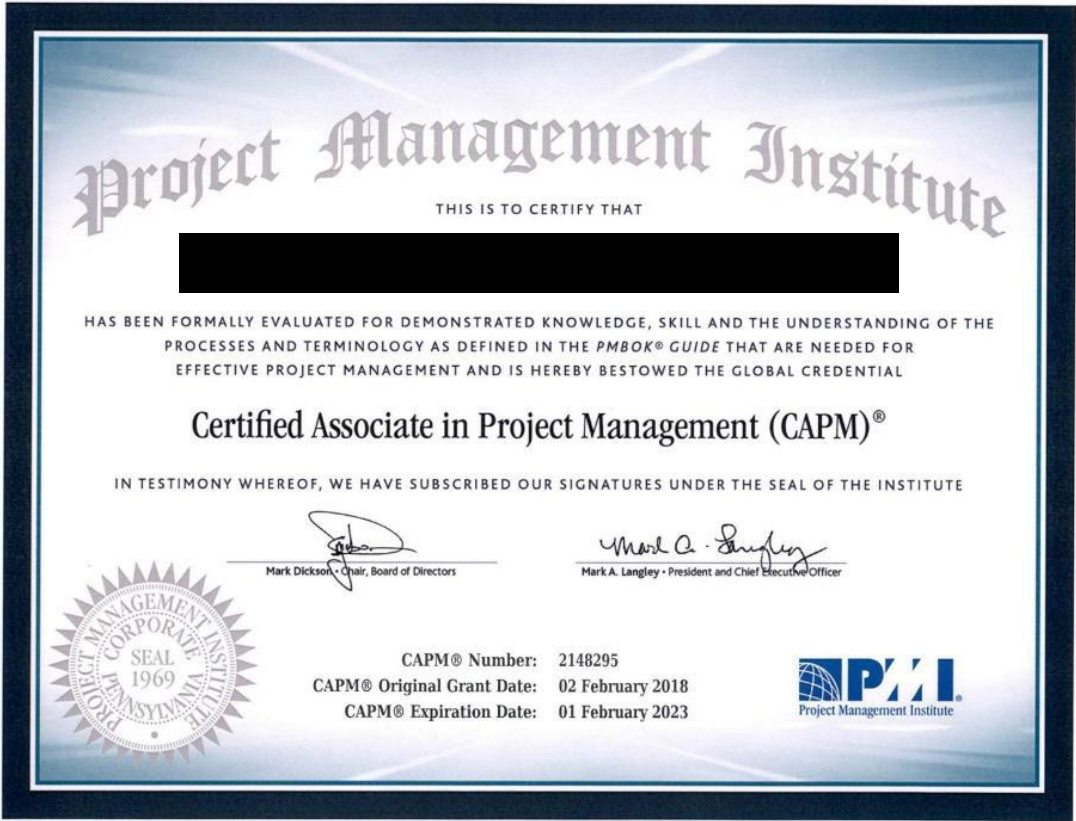 Project Management Institute
THIS IS TO CERTIFY THAT
HAS BEEN FORMALLY EVALUATED FOR DEMONSTRATED KNOWLEDGE, SKILL AND THE UNDERSTANDING OF THE
PROCESSES AND TERMINOLOGY AS DEFINED IN THE PMBOK® GUIDE THAT ARE NEEDED FOR
EFFECTIVE PROJECT MANAGEMENT AND IS HEREBY BESTOWED THE GLOBAL CREDENTIAL
Certified Associate in Project Management (CAPM)®
IN TESTIMONY WHEREOF, WE HAVE SUBSCRIBED OUR SIGNATURES UNDER THE SEAL OF THE INSTITUTE
Mark A. Langley
Mark Dickson • Chair, Board of Directors
Mark A. Langley • President and Chief Executive Officer
PROJECT MANAGEMENT INSTITUTE
CORPORATE
SEAL
1969
PENNSYLVANIA
CAPM® Number: 2148295
CAPM® Original Grant Date: 02 February 2018
CAPM® Expiration Date: 01 February 2023
PMI®
Project Management Institute